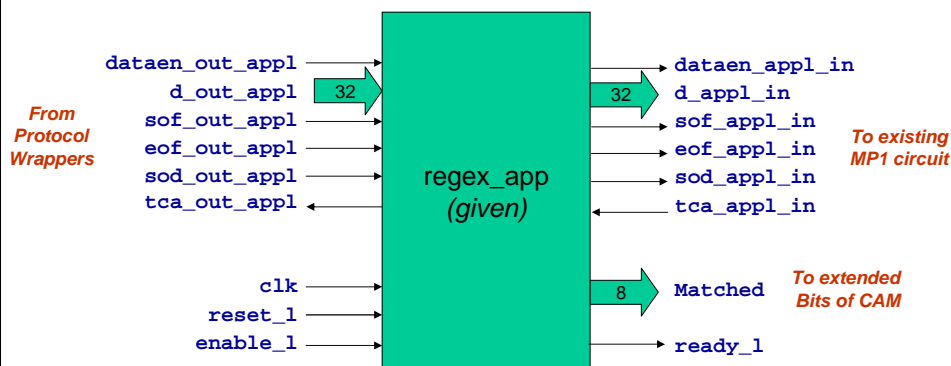 dataen_out_appl
d_out_appl
sof_out_appl
eof_out_appl
sod_out_appl
tca_out_appl
From
Protocol
Wrappers
32
clk
reset_l
enable_l
regex_app
(given)
dataen_appl_in
d_appl_in
sof_appl_in
eof_appl_in
sod_appl_in
tca_appl_in
32
To existing
MP1 circuit
8
Matched
To extended
Bits of CAM
ready_l